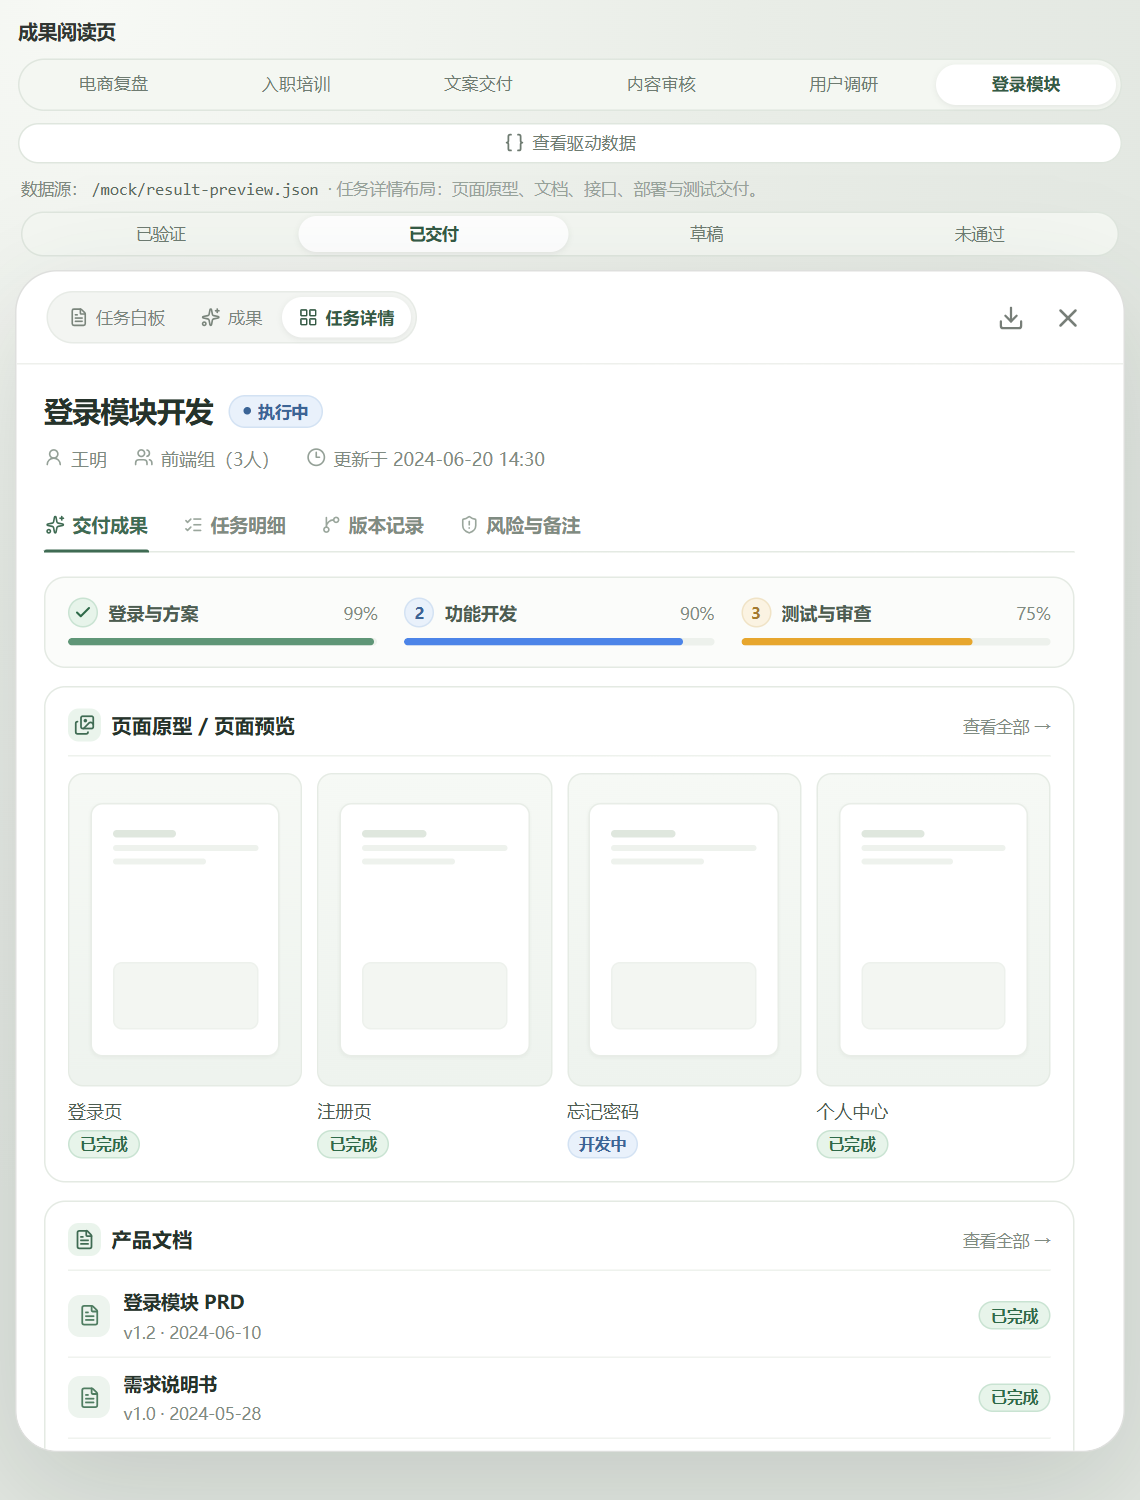 成果阅读页
电商复盘 入职培训 文案交付 内容审核 用户调研 登录模块
{} 查看驱动数据
数据源： /mock/result-preview.json · 任务详情布局：页面原型、文档、接口、部署与测试交付。
已验证 已交付 草稿 未通过
任务白板 成果 任务详情
登录模块开发 执行中
王明 前端组（3人） 更新于 2024-06-20 14:30
交付成果 任务明细 版本记录 风险与备注
登录与方案 99% 2 功能开发 90% 3 测试与审查 75%
页面原型 / 页面预览 查看全部 →
登录页 注册页 忘记密码 个人中心
已完成 已完成 开发中 已完成
产品文档 查看全部 →
登录模块 PRD
v1.2 · 2024-06-10
已完成
需求说明书
v1.0 · 2024-05-28
已完成